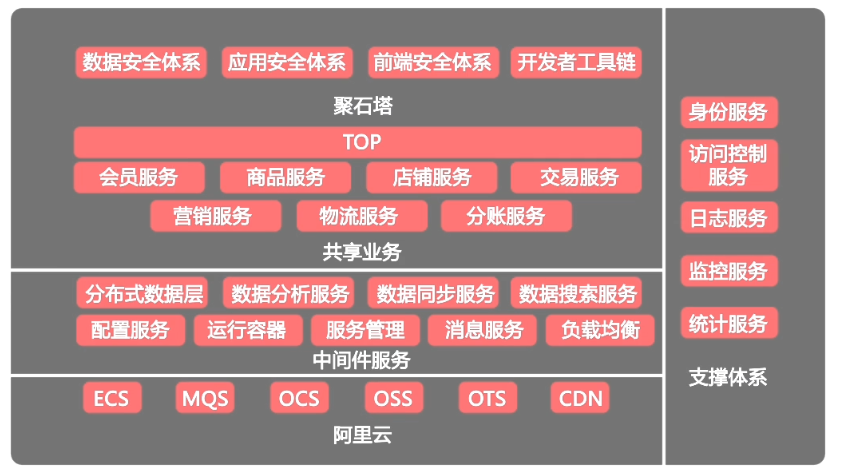 数据安全体系 应用安全体系 前端安全体系 开发者工具链
聚石塔
TOP
会员服务 商品服务 店铺服务 交易服务
营销服务 物流服务 分账服务
共享业务
分布式数据层 数据分析服务 数据同步服务 数据搜索服务
配置服务 运行容器 服务管理 消息服务 负载均衡
中间件服务
ECS MQS OCS OSS OTS CDN
阿里云
身份服务
访问控制
服务
日志服务
监控服务
统计服务
支撑体系